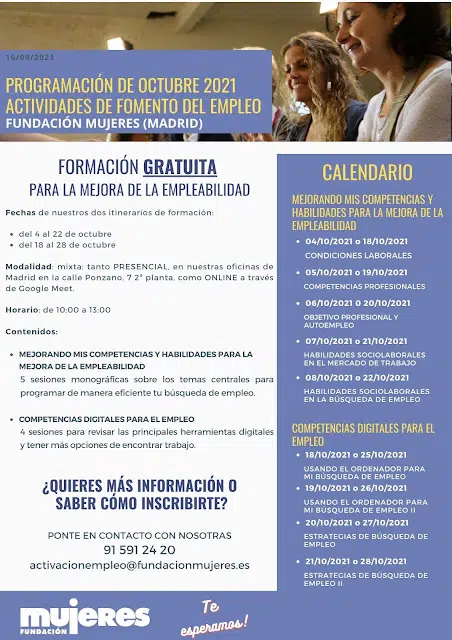 16/09/2021
PROGRAMACIÓN DE OCTUBRE 2021
ACTIVIDADES DE FOMENTO DEL EMPLEO
FUNDACIÓN MUJERES (MADRID)
FORMACIÓN GRATUITA
PARA LA MEJORA DE LA EMPLEABILIDAD
Fechas de nuestros dos itinerarios de formación:
• del 4 al 22 de octubre
• del 18 al 28 de octubre
Modalidad: mixta: tanto PRESENCIAL, en nuestras oficinas de
Madrid en la calle Ponzano, 7 2ª planta, como ONLINE a través
de Google Meet.
Horario: de 10:00 a 13:00
Contenidos:
• MEJORANDO MIS COMPETENCIAS Y HABILIDADES PARA LA
MEJORA DE LA EMPLEABILIDAD
5 sesiones monográficas sobre los temas centrales para
programar de manera eficiente tu búsqueda de empleo.
• COMPETENCIAS DIGITALES PARA EL EMPLEO
4 sesiones para revisar las principales herramientas digitales
y tener más opciones de encontrar trabajo.
¿QUIERES MÁS INFORMACIÓN O
SABER CÓMO INSCRIBIRTE?
PONTE EN CONTACTO CON NOSOTRAS
91 591 24 20
activacionempleo@fundacionmujeres.es
CALENDARIO
MEJORANDO MIS COMPETENCIAS Y
HABILIDADES PARA LA MEJORA DE LA
EMPLEABILIDAD
• 04/10/2021 o 18/10/2021
CONDICIONES LABORALES
• 05/10/2021 o 19/10/2021
COMPETENCIAS PROFESIONALES
• 06/10/2021 0 20/10/2021
OBJETIVO PROFESIONAL Y
AUTOEMPLEO
• 07/10/2021 o 21/10/2021
HABILIDADES SOCIOLABORALES
EN EL MERCADO DE TRABAJO
• 08/10/2021 o 22/10/2021
HABILIDADES SOCIOLABORALES
EN LA BÚSQUEDA DE EMPLEO
COMPETENCIAS DIGITALES PARA EL
EMPLEO
• 18/10/2021 o 25/10/2021
USANDO EL ORDENADOR PARA
MI BÚSQUEDA DE EMPLEO
• 19/10/2021 o 26/10/2021
USANDO EL ORDENADOR PARA
MI BÚSQUEDA DE EMPLEO II
• 20/10/2021 o 27/10/2021
ESTRATEGIAS DE BÚSQUEDA DE
EMPLEO
• 21/10/2021 o 28/10/2021
ESTRATEGIAS DE BÚSQUEDA DE
EMPLEO II
mujeres
FUNDACIÓN
Te
esperamos!